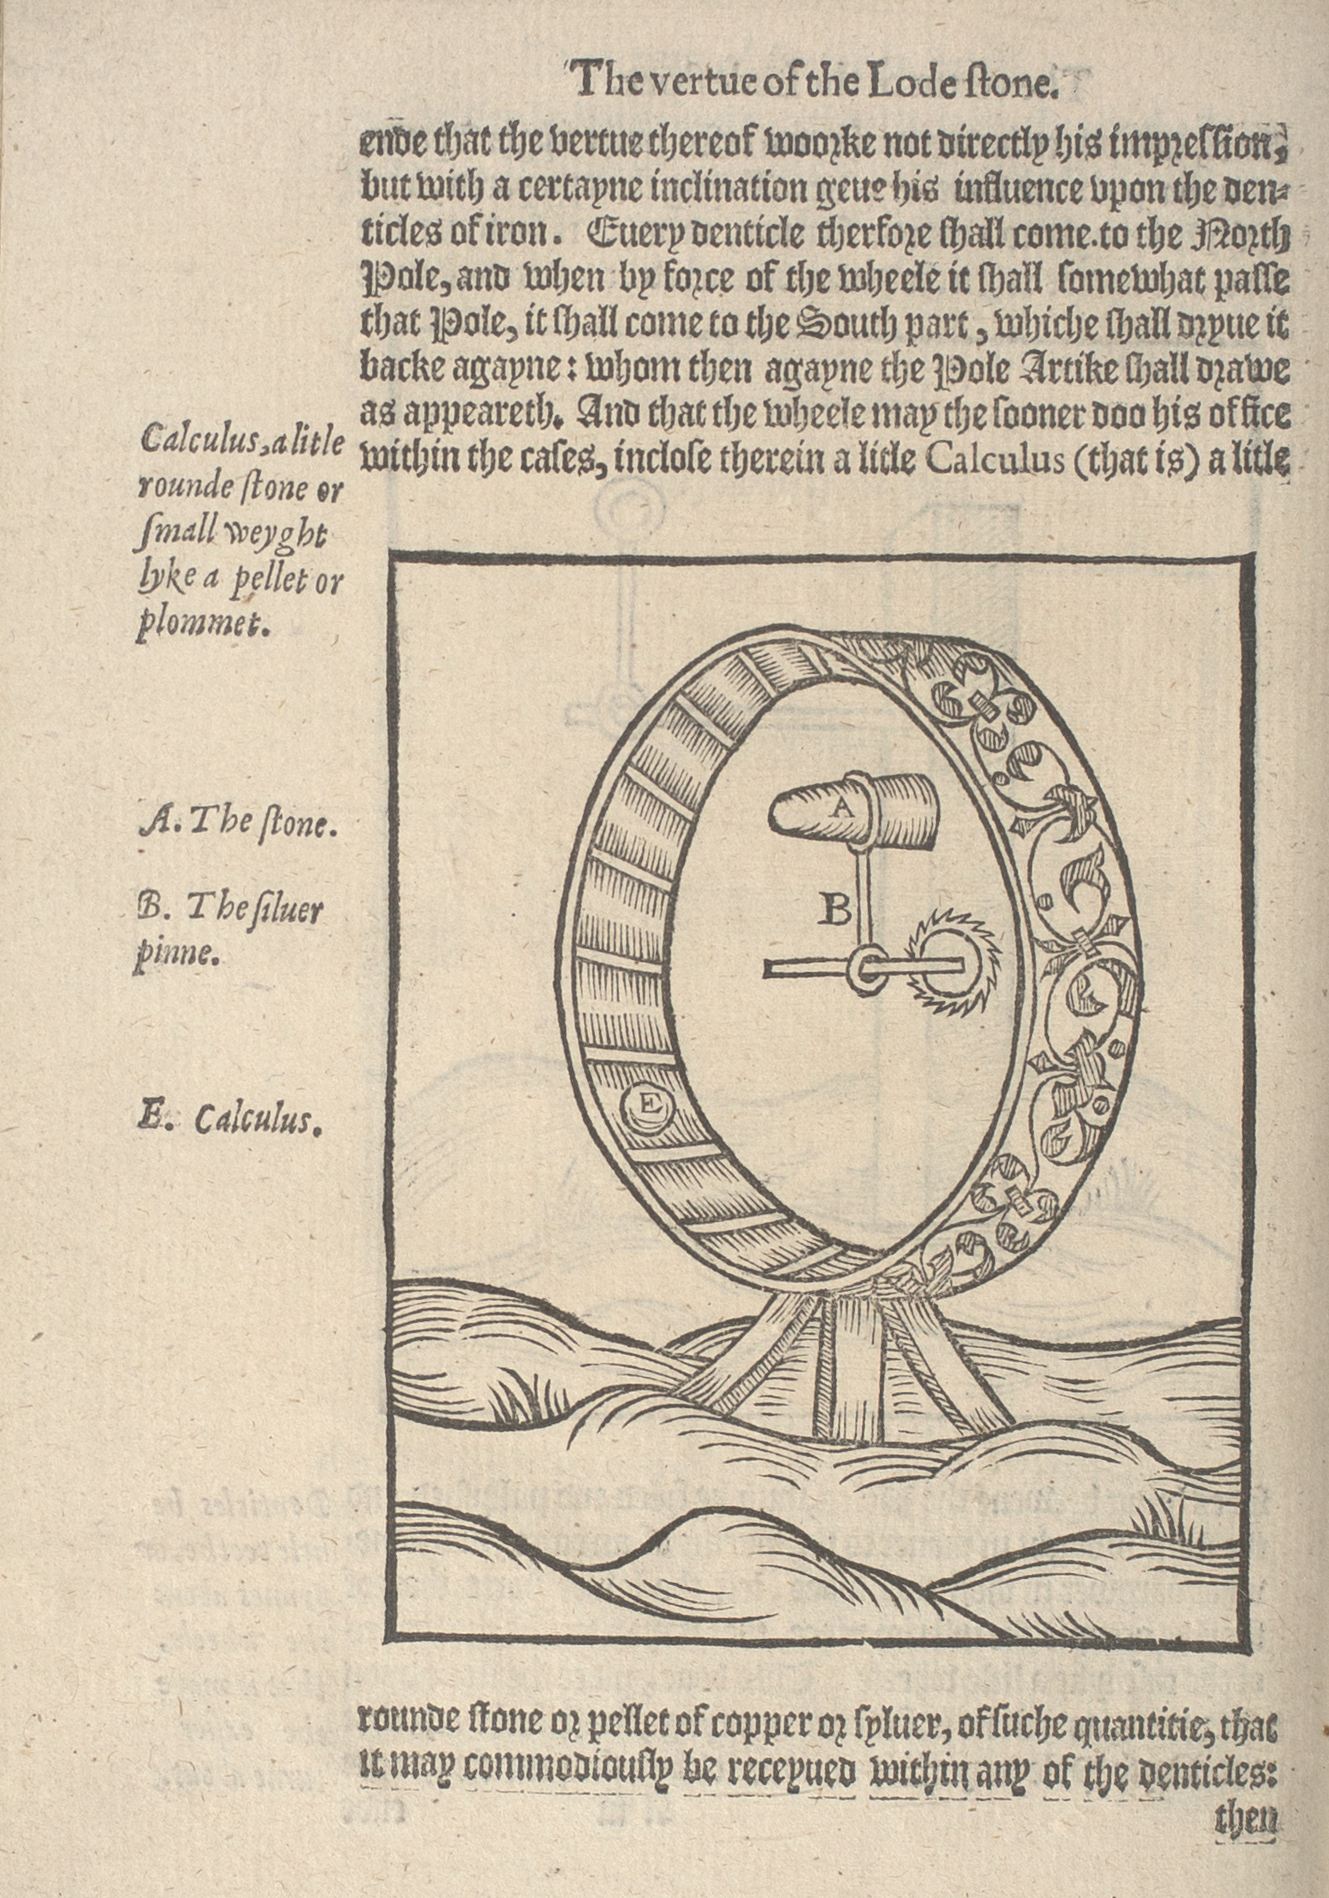 The vertue of the Lode ſtone.
ende that the vertue thereof woorke not directly his impreſſion,
but with a certayne inclination geue his influence vpon the den-
ticles of iron. Euery denticle therfore ſhall come.to the North
Pole, and when by force of the wheele it ſhall ſomewhat paſſe
that Pole, it ſhall come to the South part, whiche ſhall dryue it
backe agayne: whom then agayne the Pole Artike ſhall drawe
as appeareth. And that the wheele may the ſooner doo his office
within the caſes, incloſe therein a litle Calculus (that is) a litle
Calculus, a litle
rounde ſtone or
ſmall weyght
lyke a pellet or
plommet.
A. The ſtone.
B. The ſiluer
pinne.
E. Calculus.
A
B
E
rounde ſtone or pellet of copper or ſyluer, of ſuche quantitie, that
it may commodiouſly be receyued within any of the denticles:
then